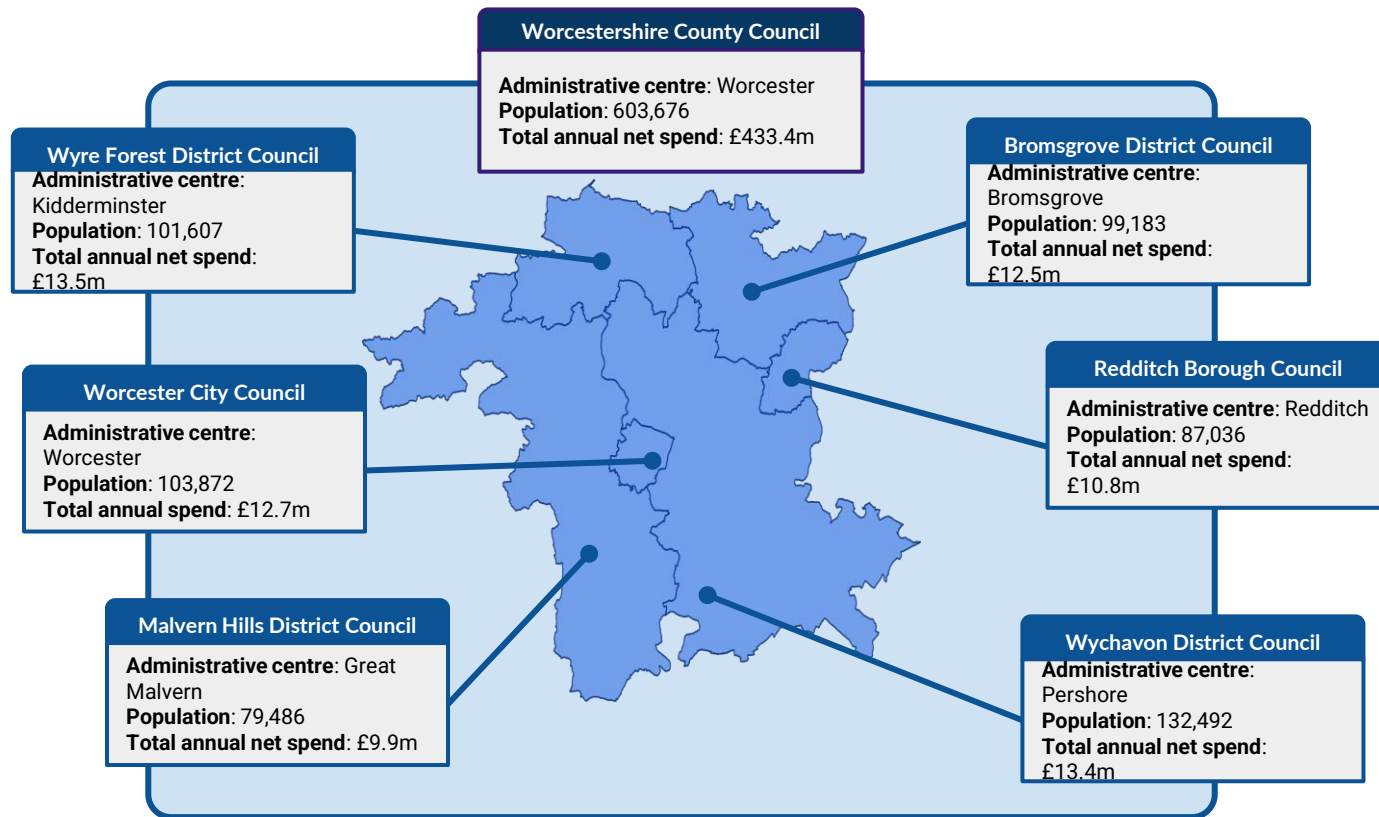 Worcestershire County Council
Administrative centre: Worcester
Population: 603,676
Total annual net spend: £433.4m
Wyre Forest District Council
Administrative centre:
Kidderminster
Population: 101,607
Total annual net spend:
£13.5m
Bromsgrove District Council
Administrative centre:
Bromsgrove
Population: 99,183
Total annual net spend:
£12.5m
Worcester City Council
Administrative centre:
Worcester
Population: 103,872
Total annual spend: £12.7m
Redditch Borough Council
Administrative centre: Redditch
Population: 87,036
Total annual net spend:
£10.8m
Malvern Hills District Council
Administrative centre: Great
Malvern
Population: 79,486
Total annual net spend: £9.9m
Wychavon District Council
Administrative centre:
Pershore
Population: 132,492
Total annual net spend:
£13.4m